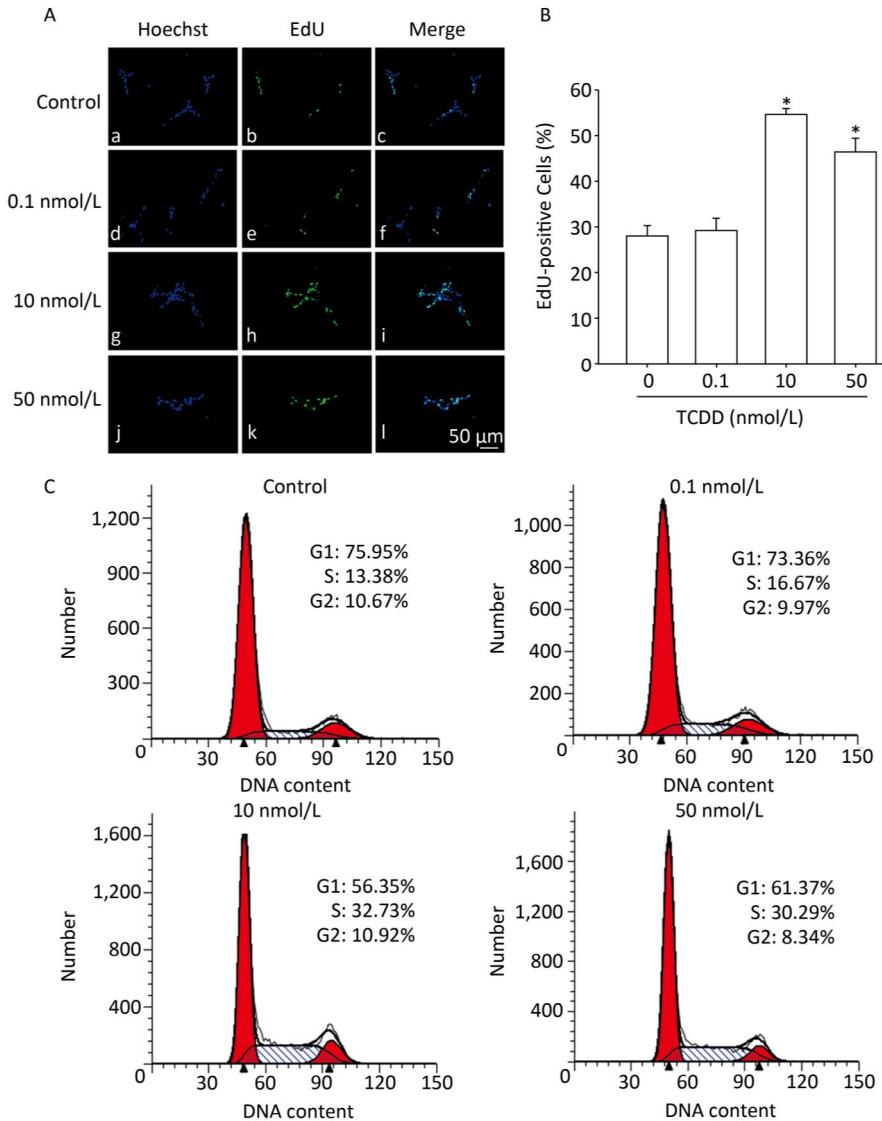 A
Hoechst EdU Merge
Control
a b c
0.1 nmol/L
d e f
10 nmol/L
g h i
50 nmol/L
j k l
50 μm
B
EdU-positive Cells (%)
60
50
40
30
20
10
0
* *
0 0.1 10 50
TCDD (nmol/L)
C
Control
Number
1,200
900
600
300
G1: 75.95%
S: 13.38%
G2: 10.67%
0 30 60 90 120 150
DNA content
0.1 nmol/L
Number
1,000
800
600
400
200
G1: 73.36%
S: 16.67%
G2: 9.97%
0 30 60 90 120 150
DNA content
10 nmol/L
Number
1,600
1,200
800
400
G1: 56.35%
S: 32.73%
G2: 10.92%
0 30 60 90 120 150
DNA content
50 nmol/L
Number
1,600
1,200
800
400
G1: 61.37%
S: 30.29%
G2: 8.34%
0 30 60 90 120 150
DNA content